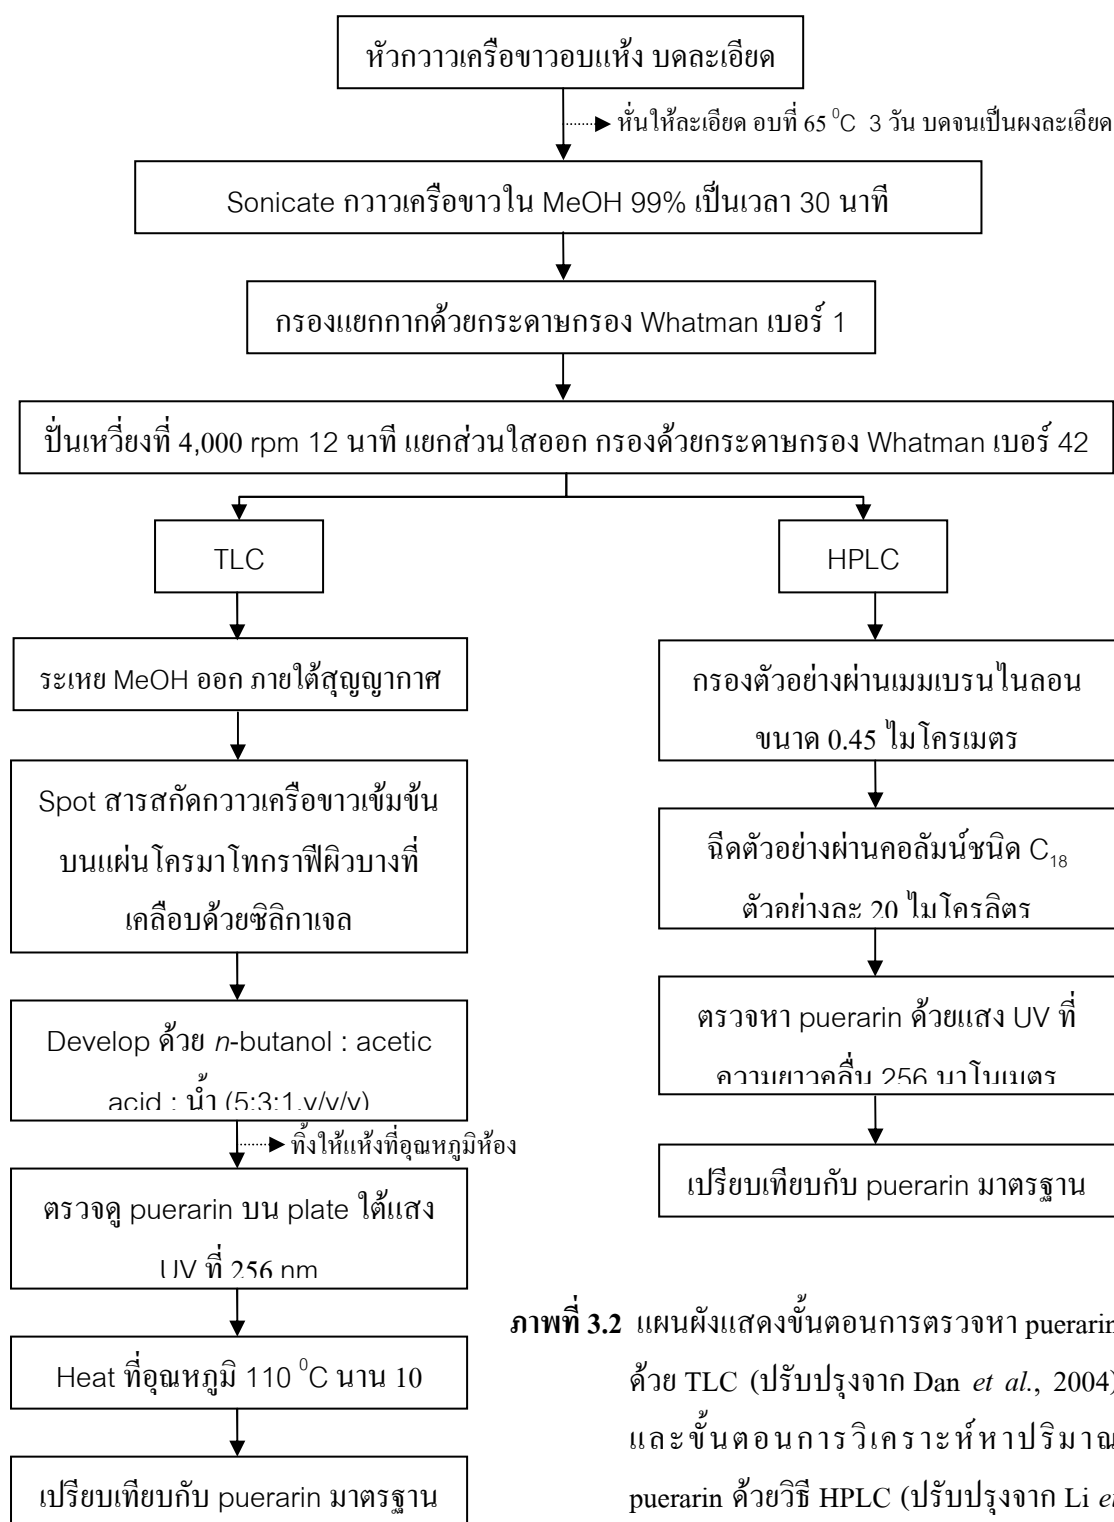 หัวกวาวเครือขาวอบแห้ง บดละเอียด
หั่นให้ละเอียด อบที่ 65 ⁰C 3 วัน บดจนเป็นผงละเอียด
Sonicate กวาวเครือขาวใน MeOH 99% เป็นเวลา 30 นาที
กรองแยกกากด้วยกระดาษกรอง Whatman เบอร์ 1
ปั่นเหวี่ยงที่ 4,000 rpm 12 นาที แยกส่วนใสออก กรองด้วยกระดาษกรอง Whatman เบอร์ 42
TLC
ระเหย MeOH ออก ภายใต้สุญญากาศ
Spot สารสกัดกวาวเครือขาวเข้มข้น
บนแผ่นโครมาโทกราฟีผิวบางที่
เคลือบด้วยซิลิกาเจล
Develop ด้วย n-butanol : acetic
acid : น้ำ (5:3:1,v/v/v)
ทิ้งให้แห้งที่อุณหภูมิห้อง
ตรวจดู puerarin บน plate ใต้แสง
UV ที่ 256 nm
Heat ที่อุณหภูมิ 110 ⁰C นาน 10
เปรียบเทียบกับ puerarin มาตรฐาน
HPLC
กรองตัวอย่างผ่านเมมเบรนไนลอน
ขนาด 0.45 ไมโครเมตร
ฉีดตัวอย่างผ่านคอลัมน์ชนิด C₁₈
ตัวอย่างละ 20 ไมโครลิตร
ตรวจหา puerarin ด้วยแสง UV ที่
ความยาวคลื่น 256 นาโนเมตร
เปรียบเทียบกับ puerarin มาตรฐาน
ภาพที่ 3.2 แผนผังแสดงขั้นตอนการตรวจหา puerarin
ด้วย TLC (ปรับปรุงจาก Dan et al., 2004)
และขั้นตอนการวิเคราะห์หาปริมาณ
puerarin ด้วยวิธี HPLC (ปรับปรุงจาก Li et